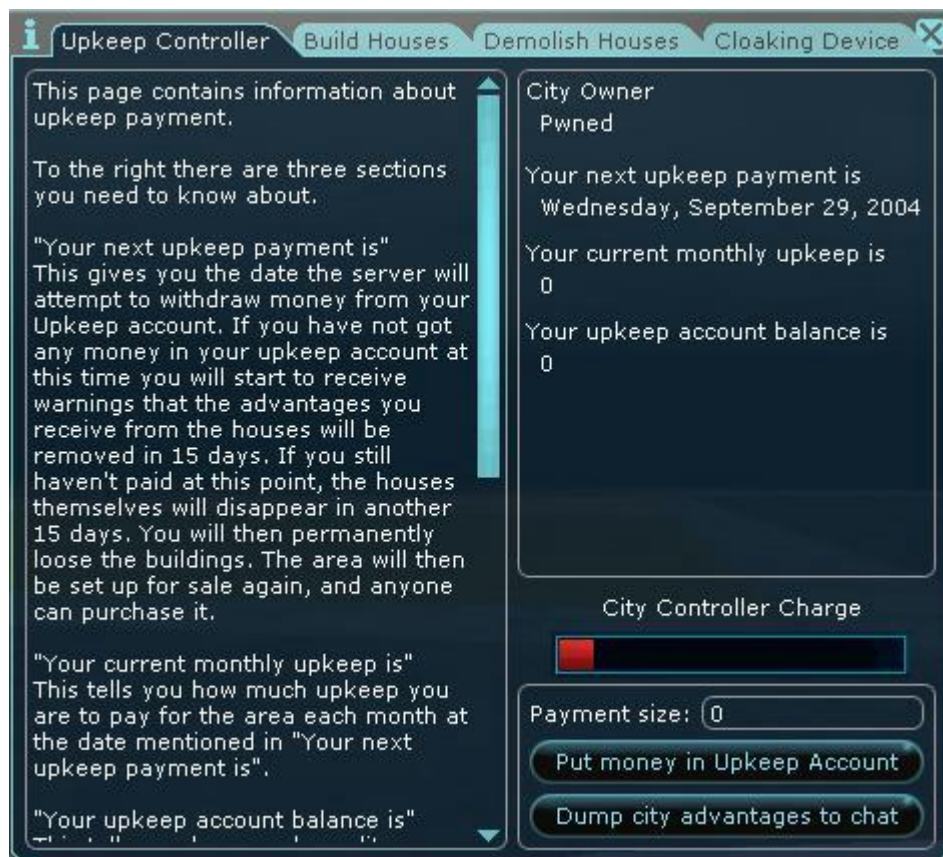 Upkeep Controller
Build Houses
Demolish Houses
Cloaking Device
This page contains information about
upkeep payment.
To the right there are three sections
you need to know about.
"Your next upkeep payment is"
This gives you the date the server will
attempt to withdraw money from your
Upkeep account. If you have not got
any money in your upkeep account at
this time you will start to receive
warnings that the advantages you
receive from the houses will be
removed in 15 days. If you still
haven't paid at this point, the houses
themselves will disappear in another
15 days. You will then permanently
loose the buildings. The area will then
be set up for sale again, and anyone
can purchase it.
"Your current monthly upkeep is"
This tells you how much upkeep you
are to pay for the area each month at
the date mentioned in "Your next
upkeep payment is".
"Your upkeep account balance is"
City Owner
Pwned
Your next upkeep payment is
Wednesday, September 29, 2004
Your current monthly upkeep is
0
Your upkeep account balance is
0
City Controller Charge
Payment size: 0
Put money in Upkeep Account
Dump city advantages to chat